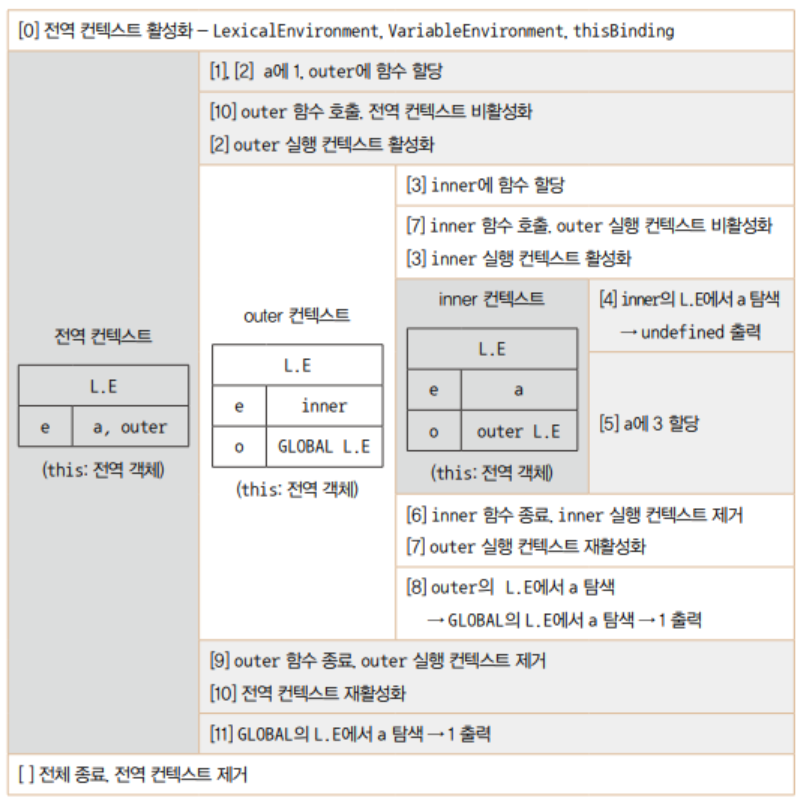 [0] 전역 컨텍스트 활성화 – LexicalEnvironment, VariableEnvironment, thisBinding
[1], [2] a에 1, outer에 함수 할당
[10] outer 함수 호출. 전역 컨텍스트 비활성화
[2] outer 실행 컨텍스트 활성화
[3] inner에 함수 할당
[7] inner 함수 호출. outer 실행 컨텍스트 비활성화
[3] inner 실행 컨텍스트 활성화
전역 컨텍스트
L.E
e a, outer
(this: 전역 객체)
outer 컨텍스트
L.E
e inner
o GLOBAL L.E
(this: 전역 객체)
inner 컨텍스트
L.E
e a
o outer L.E
(this: 전역 객체)
[4] inner의 L.E에서 a 탐색
→ undefined 출력
[5] a에 3 할당
[6] inner 함수 종료, inner 실행 컨텍스트 제거
[7] outer 실행 컨텍스트 재활성화
[8] outer의 L.E에서 a 탐색
→ GLOBAL의 L.E에서 a 탐색 → 1 출력
[9] outer 함수 종료, outer 실행 컨텍스트 제거
[10] 전역 컨텍스트 재활성화
[11] GLOBAL의 L.E에서 a 탐색 → 1 출력
[ ] 전체 종료. 전역 컨텍스트 제거